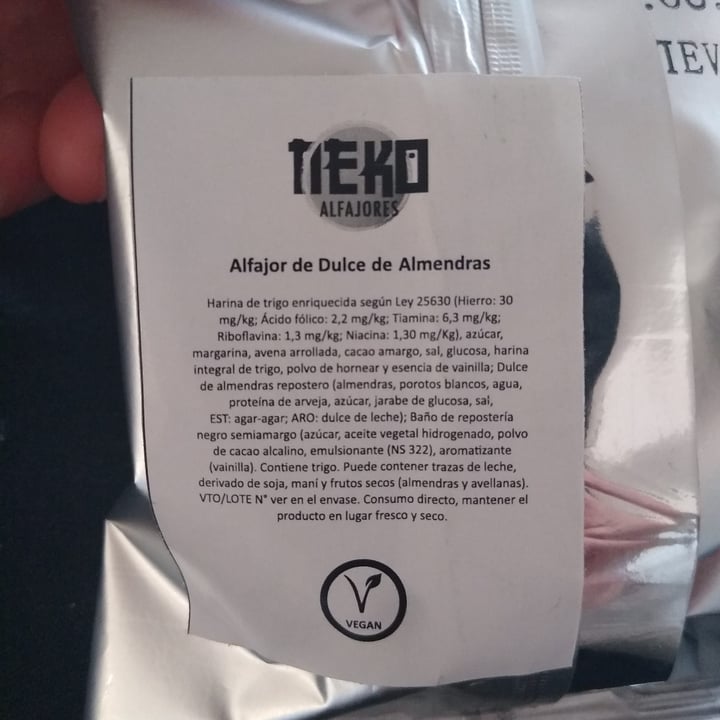 TIEKO
ALFAJORES
Alfajor de Dulce de Almendras
Harina de trigo enriquecida según Ley 25630 (Hierro: 30
mg/kg; Ácido fólico: 2,2 mg/kg; Tiamina: 6,3 mg/kg;
Riboflavina: 1,3 mg/kg; Niacina: 1,30 mg/Kg), azúcar,
margarina, avena arrollada, cacao amargo, sal, glucosa, harina
integral de trigo, polvo de hornear y esencia de vainilla; Dulce
de almendras repostero (almendras, porotos blancos, agua,
proteína de arveja, azúcar, jarabe de glucosa, sal,
EST: agar-agar; ARO: dulce de leche); Baño de repostería
negro semiamargo (azúcar, aceite vegetal hidrogenado, polvo
de cacao alcalino, emulsionante (NS 322), aromatizante
(vainilla). Contiene trigo. Puede contener trazas de leche,
derivado de soja, maní y frutos secos (almendras y avellanas).
VTO/LOTE N° ver en el envase. Consumo directo, mantener el
producto en lugar fresco y seco.
VEGAN